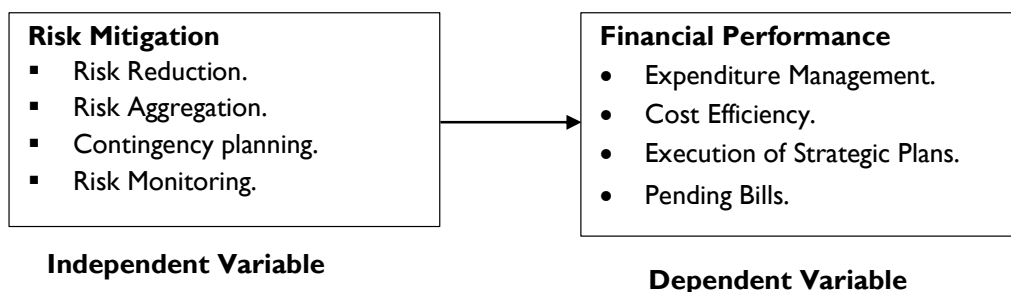 Risk Mitigation
▪ Risk Reduction.
▪ Risk Aggregation.
▪ Contingency planning.
▪ Risk Monitoring.
Independent Variable
Financial Performance
• Expenditure Management.
• Cost Efficiency.
• Execution of Strategic Plans.
• Pending Bills.
Dependent Variable